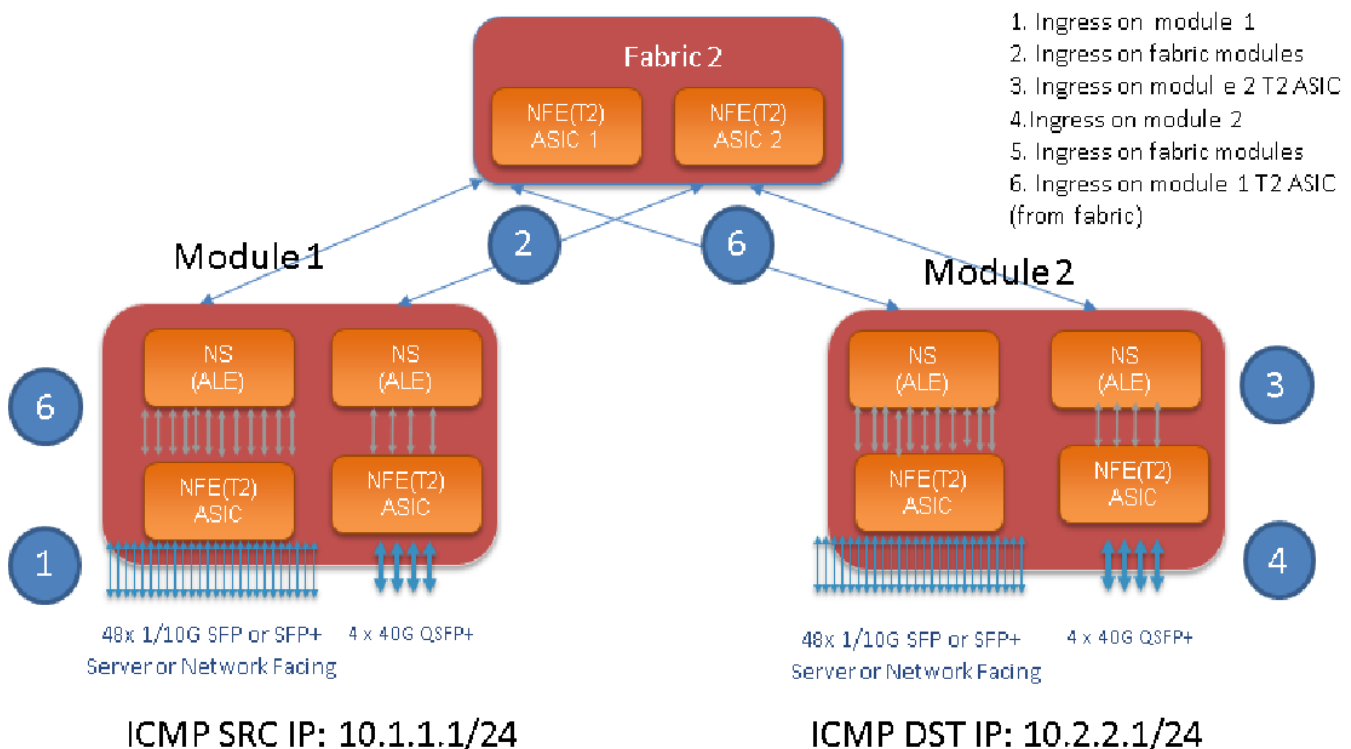 1. Ingress on module 1
2. Ingress on fabric modules
3. Ingress on modul e 2 T2 ASIC
4.Ingress on module 2
5. Ingress on fabric modules
6. Ingress on module 1 T2 ASIC
(from fabric)
Fabric 2
NFE(T2)
ASIC 1
NFE(T2)
ASIC 2
2
6
Module 1
Module 2
NS
(ALE)
NS
(ALE)
NFE(T2)
ASIC
NFE(T2)
ASIC
6
1
NS
(ALE)
NS
(ALE)
NFE(T2)
ASIC
NFE(T2)
ASIC
3
4
48x 1/10G SFP or SFP+
Server or Network Facing
4 x 40G QSFP+
48x 1/10G SFP or SFP+
Server or Network Facing
4 x 40G QSFP+
ICMP SRC IP: 10.1.1.1/24
ICMP DST IP: 10.2.2.1/24